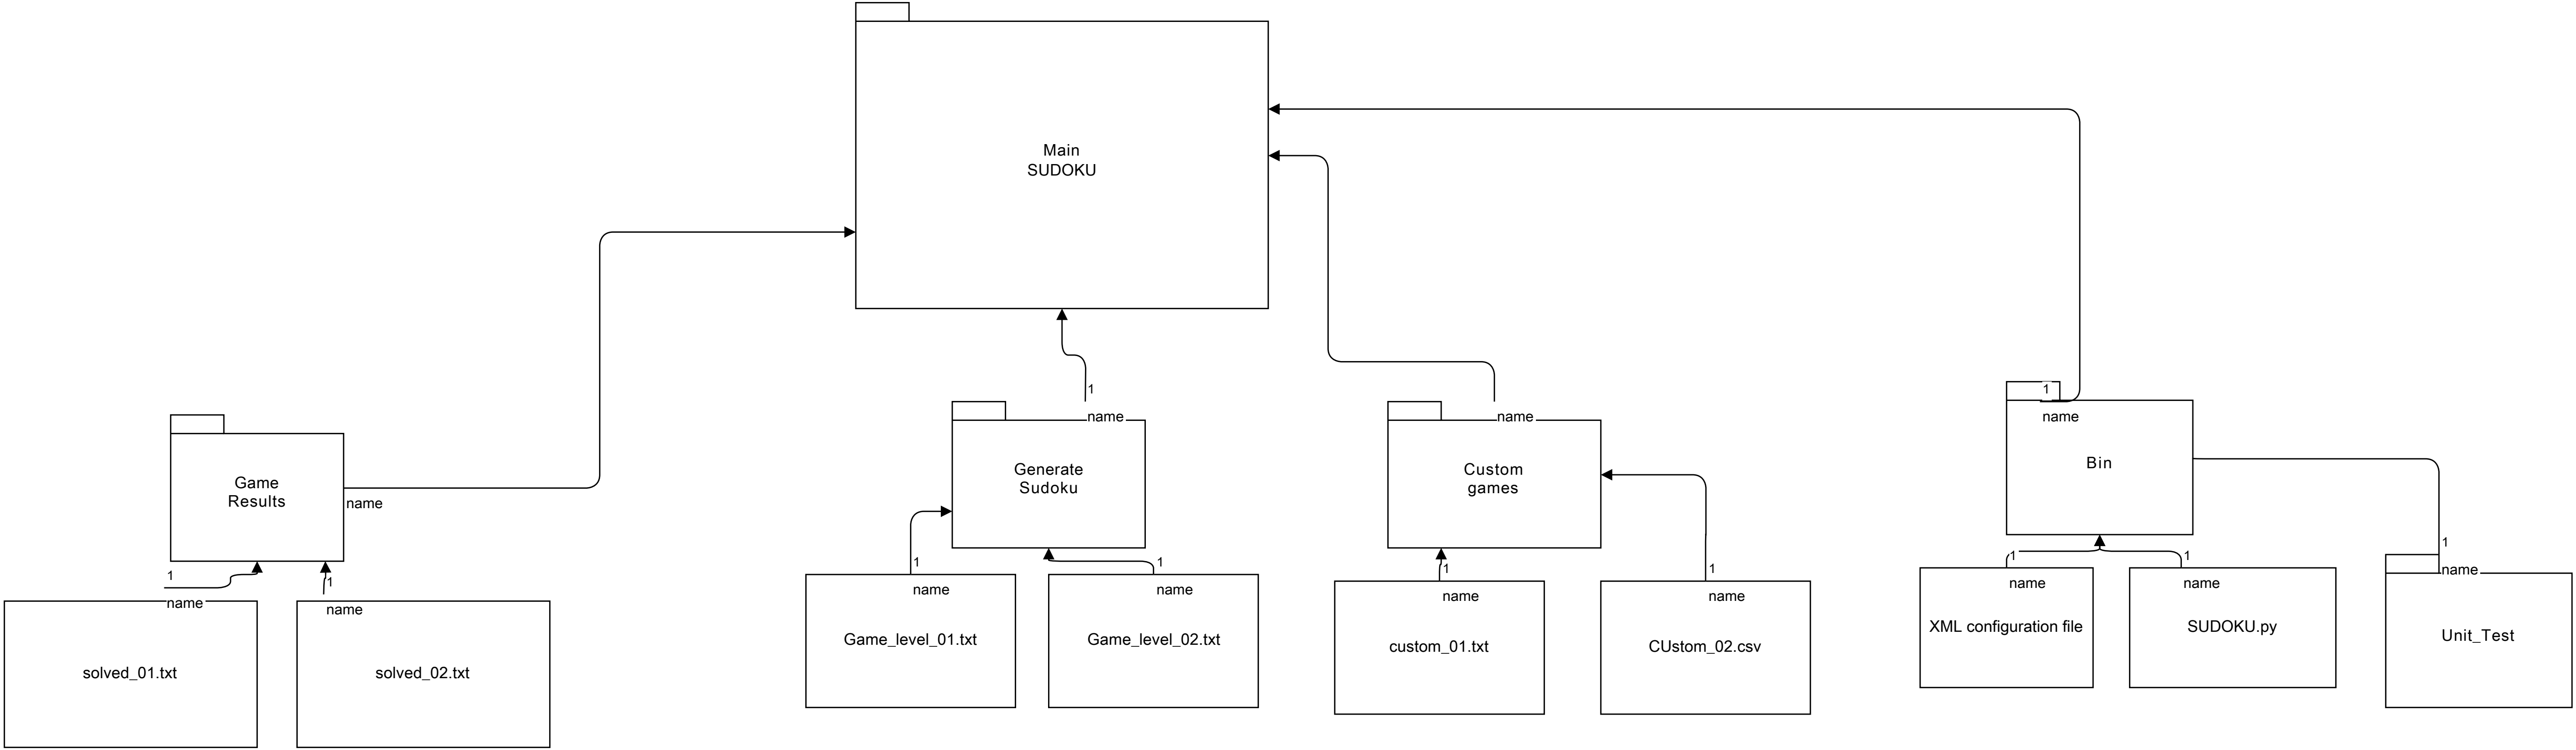 Main
SUDOKU
1
name
name
1
name
Game
Results
name
Generate
Sudoku
Custom
games
Bin
1
name
1
name
1
name
1
name
1
name
1
name
1
name
1
name
1
name
solved_01.txt
solved_02.txt
Game_level_01.txt
Game_level_02.txt
custom_01.txt
CUstom_02.csv
XML configuration file
SUDOKU.py
Unit_Test